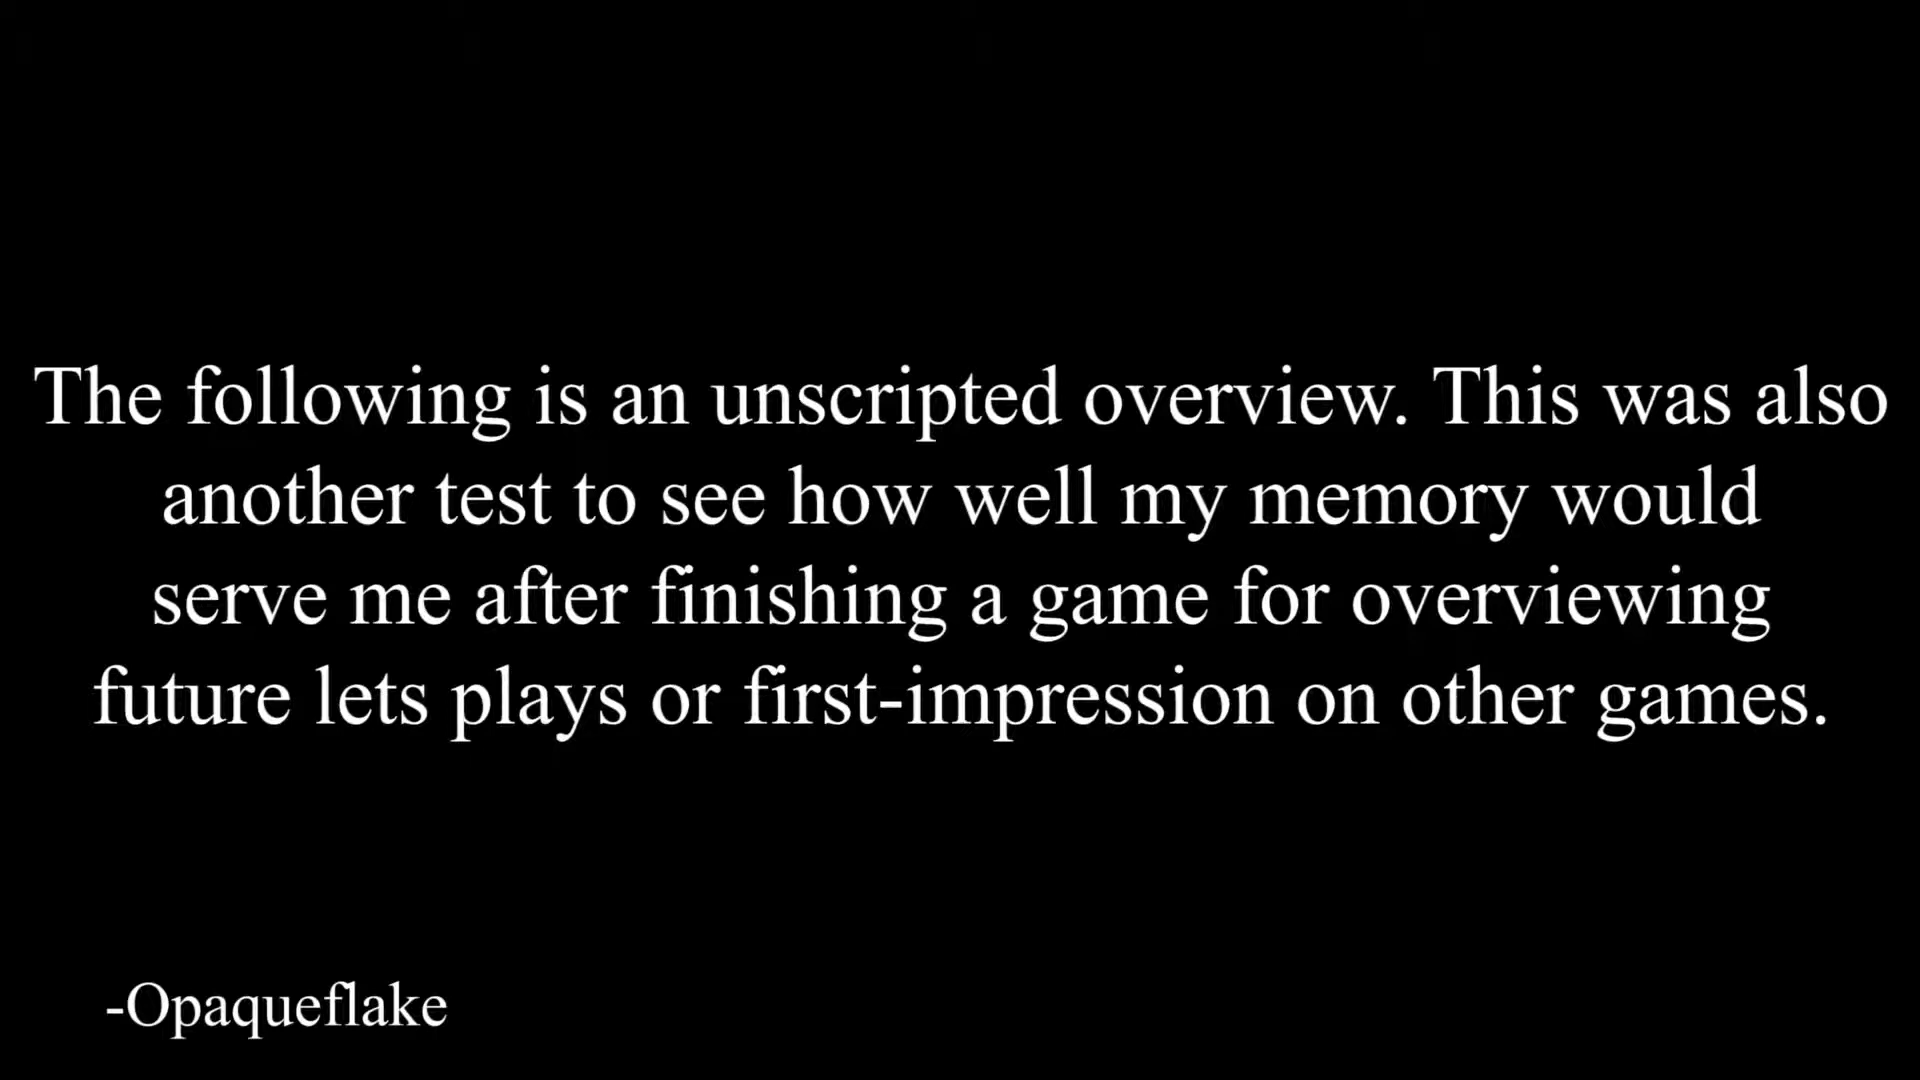 The following is an unscripted overview. This was also
another test to see how well my memory would
serve me after finishing a game for overviewing
future lets plays or first-impression on other games.
-Opaqueflake